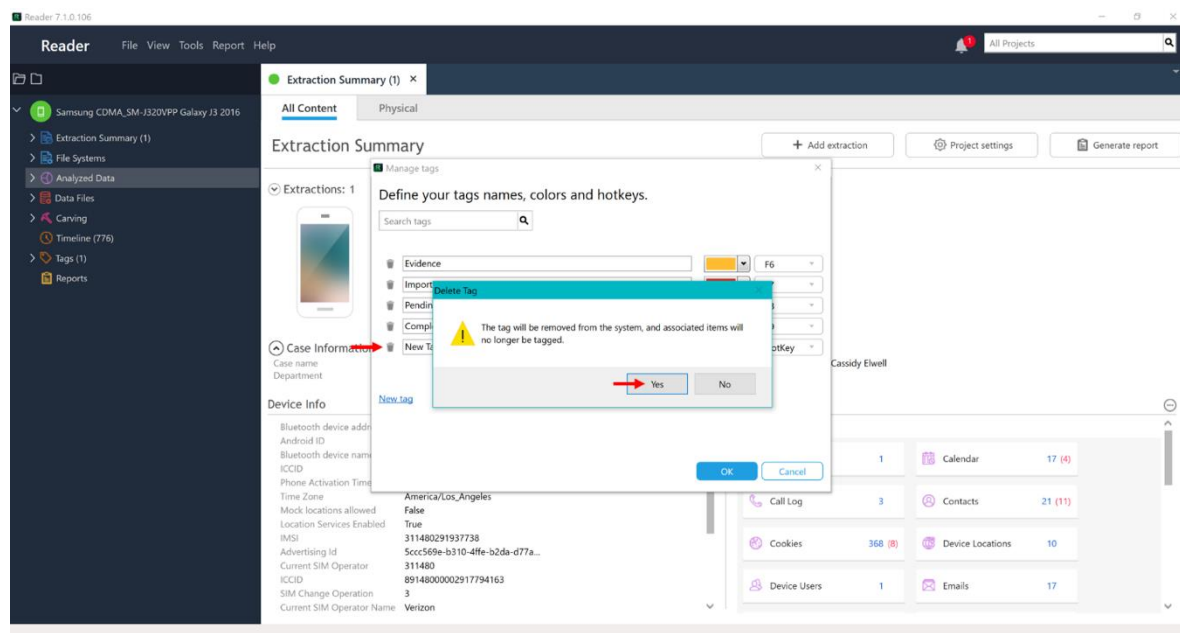 Reader 7.1.0.106
Reader File View Tools Report Help
1
All Projects
Extraction Summary (1) ×
Samsung CDMA_SM-J320VPP Galaxy J3 2016
Extraction Summary (1)
File Systems
Analyzed Data
Data Files
Carving
Timeline (776)
Tags (1)
Reports
All Content Physical
Extraction Summary
+ Add extraction
Project settings
Generate report
Extractions: 1
Manage tags
Define your tags names, colors and hotkeys.
Search tags
Evidence F6
Import
Pendin
Compl
New Ta otKey
Delete Tag
The tag will be removed from the system, and associated items will
no longer be tagged.
Yes No
New tag
OK Cancel
Case Information
Case name
Department
Cassidy Elwell
Device Info
Bluetooth device addr
Android ID
Bluetooth device name
ICCID
Phone Activation Time
Time Zone America/Los_Angeles
Mock locations allowed False
Location Services Enabled True
IMSI 311480291937738
Advertising Id 5ccc569e-b310-4ffe-b2da-d77a...
Current SIM Operator 311480
ICCID 89148000002917794163
SIM Change Operation 3
Current SIM Operator Name Verizon
1
Calendar 17 (4)
Call Log 3
Contacts 21 (11)
Cookies 368 (8)
Device Locations 10
Device Users 1
Emails 17